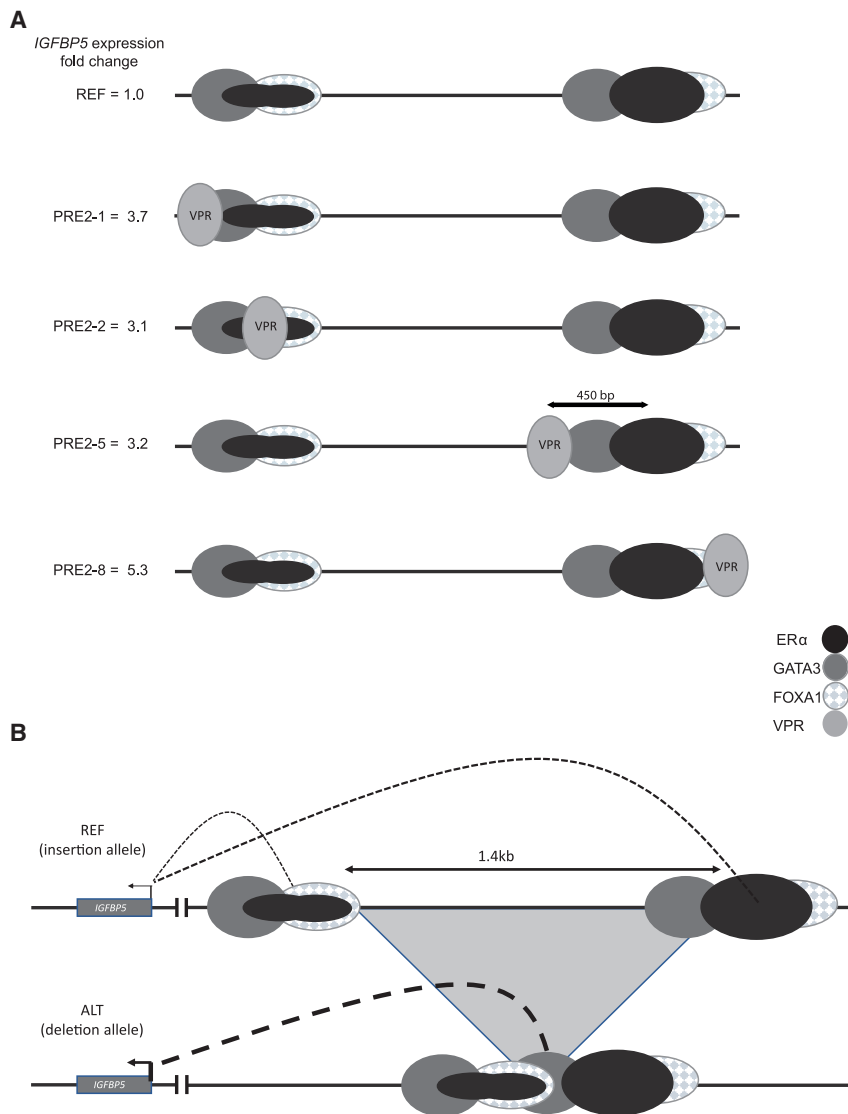 A
IGFBP5 expression
fold change
REF = 1.0
PRE2-1 = 3.7
VPR
PRE2-2 = 3.1
VPR
450 bp
PRE2-5 = 3.2
VPR
PRE2-8 = 5.3
VPR
ERα
GATA3
FOXA1
VPR
B
REF
(insertion allele)
1.4kb
IGFBP5
ALT
(deletion allele)
IGFBP5